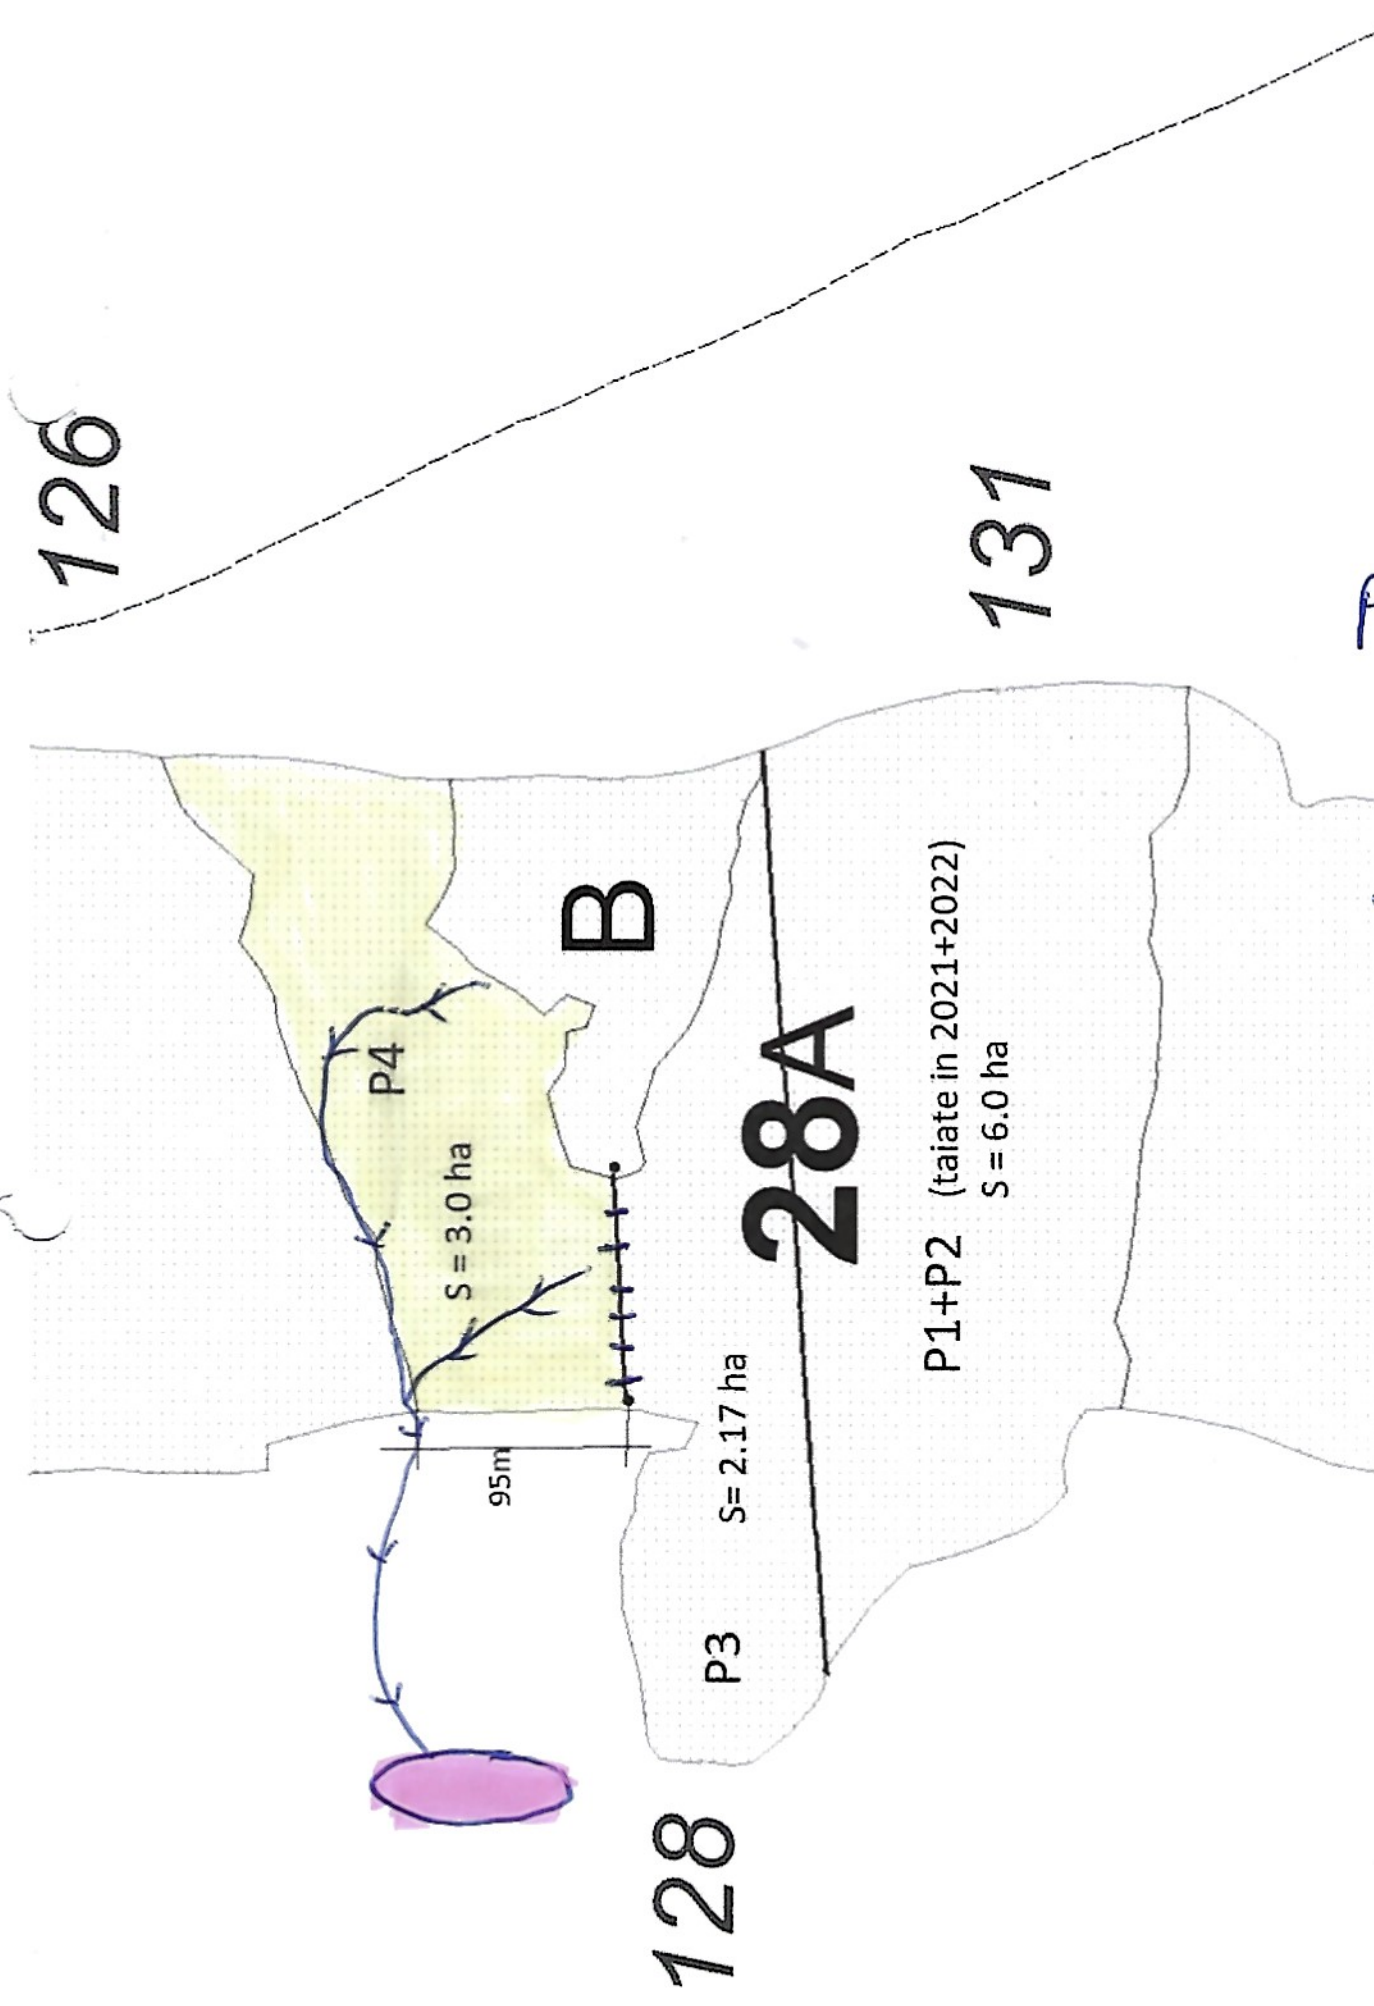 126
131
P4
S = 3.0 ha
B
28A
P1+P2 (taiate in 2021+2022)
S = 6.0 ha
95m
S= 2.17 ha
P3
128